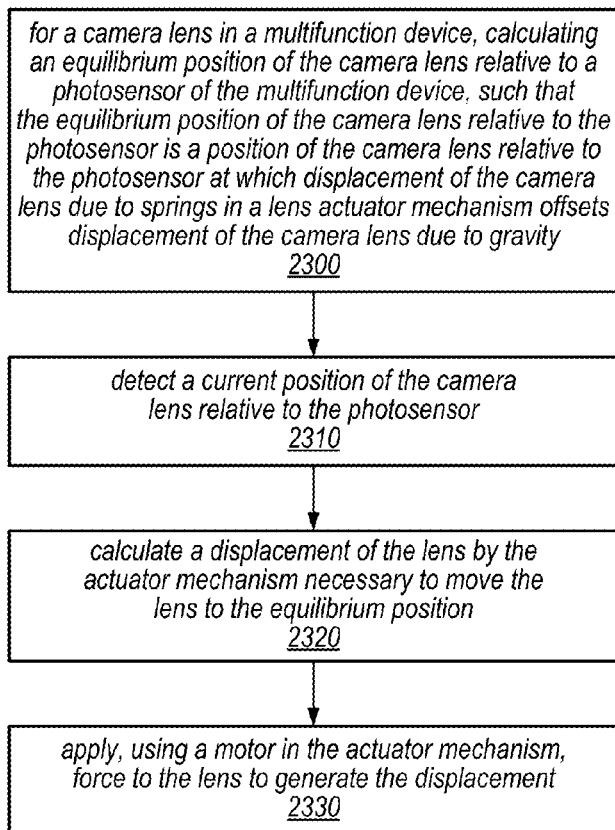 for a camera lens in a multifunction device, calculating
an equilibrium position of the camera lens relative to a
photosensor of the multifunction device, such that
the equilibrium position of the camera lens relative to the
photosensor is a position of the camera lens relative to
the photosensor at which displacement of the camera
lens due to springs in a lens actuator mechanism offsets
displacement of the camera lens due to gravity
2300
detect a current position of the camera
lens relative to the photosensor
2310
calculate a displacement of the lens by the
actuator mechanism necessary to move the
lens to the equilibrium position
2320
apply, using a motor in the actuator mechanism,
force to the lens to generate the displacement
2330